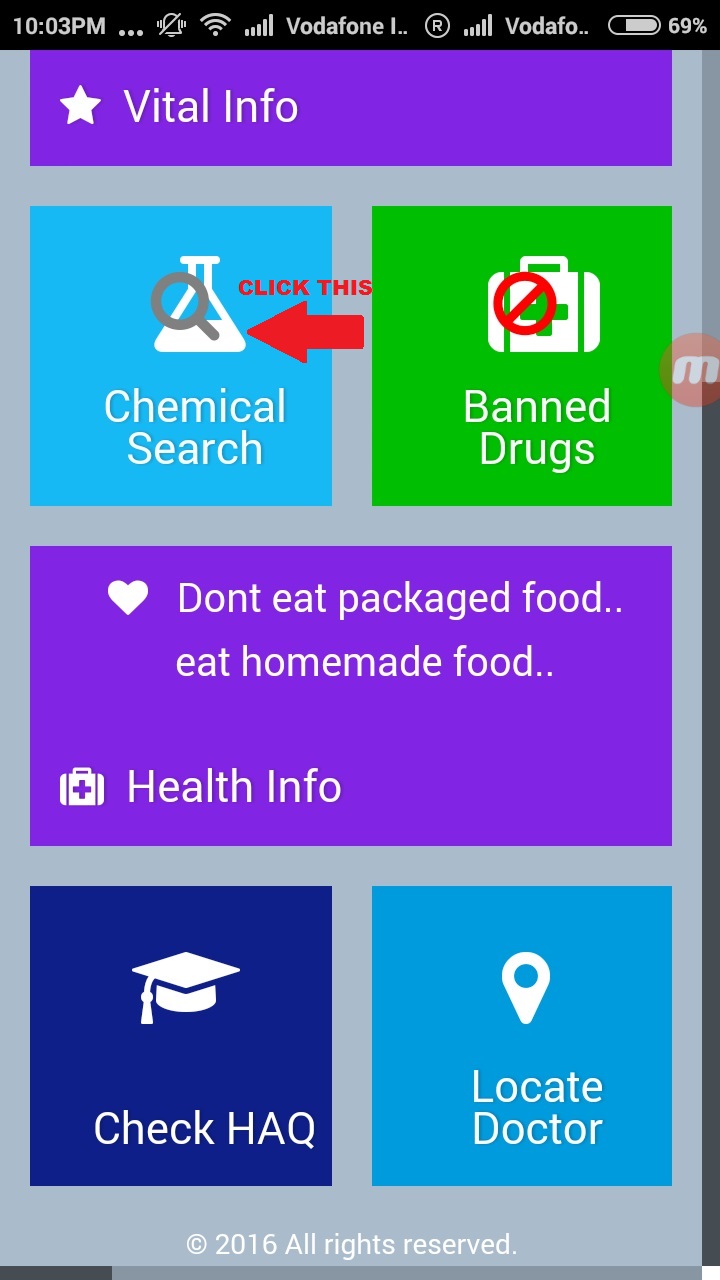 10:03PM ... Vodafone I.. R Vodafo.. 69%
Vital Info
CLICK THIS
Chemical
Search
Banned
Drugs
m
Dont eat packaged food..
eat homemade food..
Health Info
Check HAQ
Locate
Doctor
© 2016 All rights reserved.